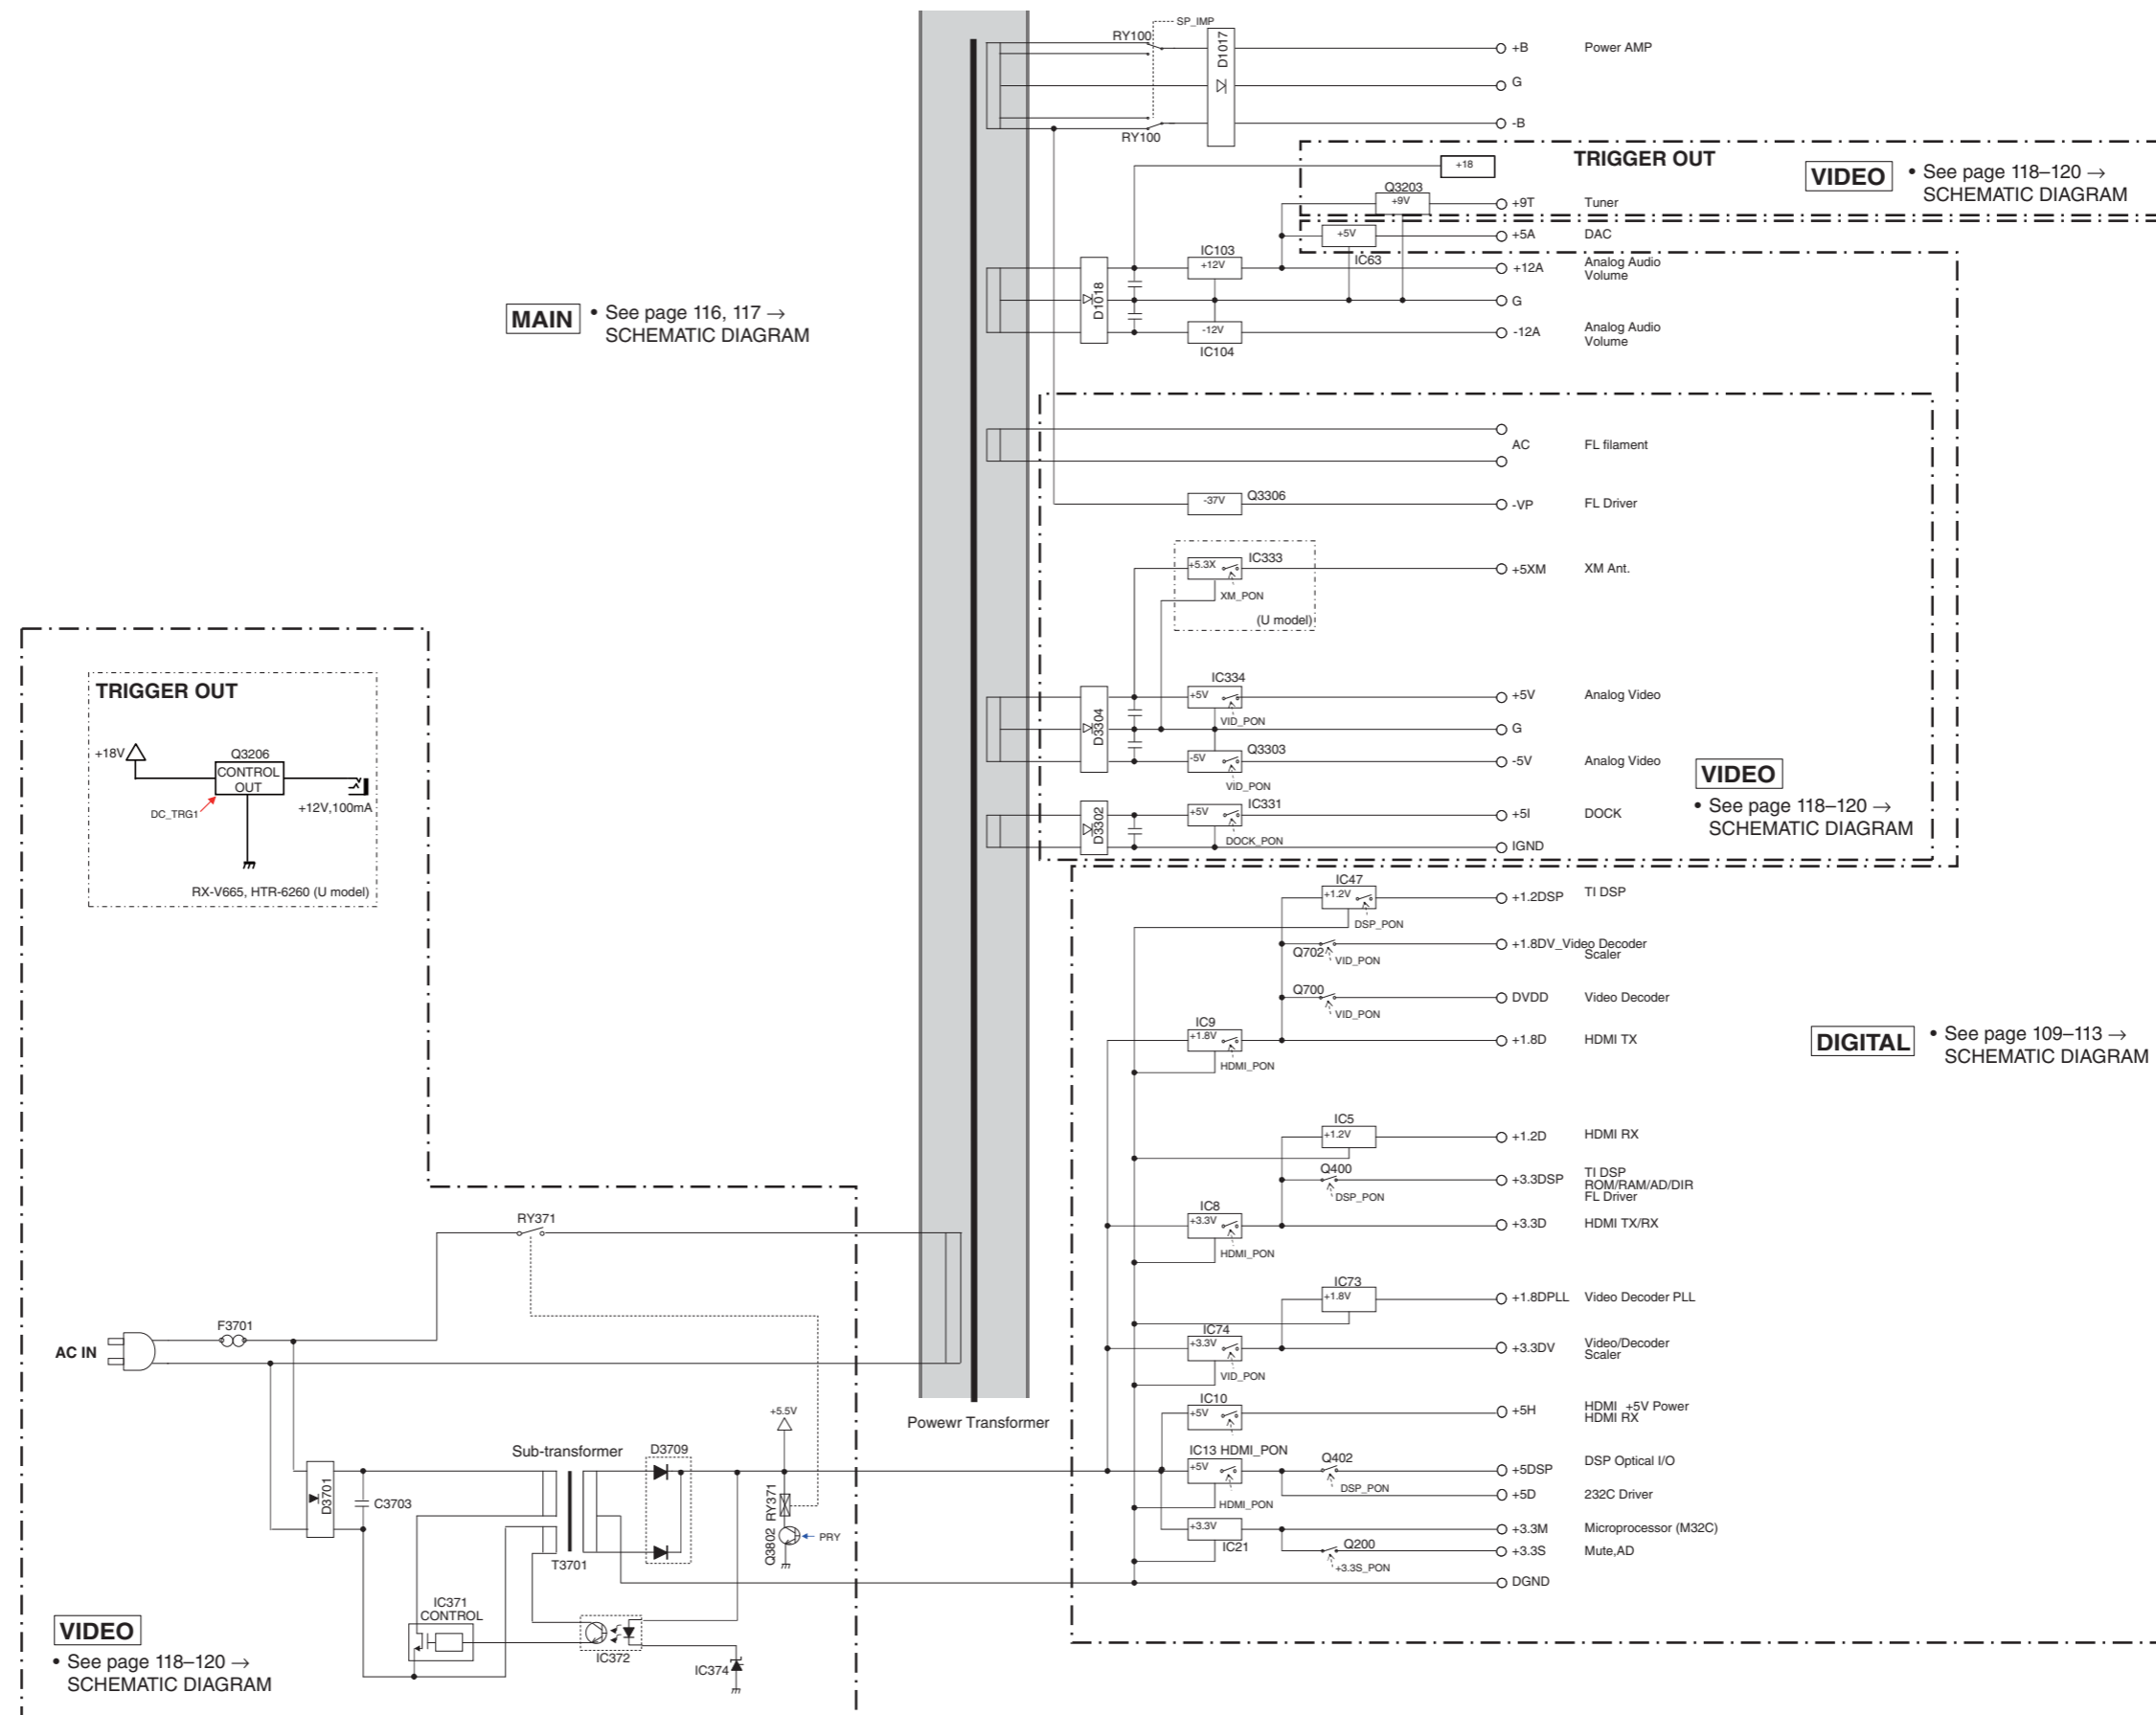 SP_IMP
RY100
D1017
+B
Power AMP
G
-B
RY100
+18
TRIGGER OUT
VIDEO
• See page 118–120 →
SCHEMATIC DIAGRAM
Q3203
+9V
+9T
Tuner
+5V
+5A
DAC
IC63
IC103
+12V
+12A
Analog Audio
Volume
D1018
G
-12V
IC104
-12A
Analog Audio
Volume
MAIN
• See page 116, 117 →
SCHEMATIC DIAGRAM
AC
FL filament
-37V
Q3306
-VP
FL Driver
+5.3X
IC333
XM_PON
(U model)
+5XM
XM Ant.
IC334
+5V
VID_PON
+5V
Analog Video
D3304
G
Q3303
-5V
VID_PON
-5V
Analog Video
VIDEO
• See page 118–120 →
SCHEMATIC DIAGRAM
D3302
IC331
+5V
DOCK_PON
+5I
DOCK
IGND
TRIGGER OUT
+18V
Q3206
CONTROL
OUT
DC_TRG1
+12V,100mA
RX-V665, HTR-6260 (U model)
IC47
+1.2V
DSP_PON
+1.2DSP
TI DSP
Q702
VID_PON
+1.8DV_Video Decoder
Scaler
Q700
VID_PON
DVDD
Video Decoder
IC9
+1.8V
HDMI_PON
+1.8D
HDMI TX
DIGITAL
• See page 109–113 →
SCHEMATIC DIAGRAM
IC5
+1.2V
+1.2D
HDMI RX
Q400
DSP_PON
+3.3DSP
TI DSP
ROM/RAM/AD/DIR
FL Driver
IC8
+3.3V
HDMI_PON
+3.3D
HDMI TX/RX
IC73
+1.8V
+1.8DPLL
Video Decoder PLL
IC74
+3.3V
VID_PON
+3.3DV
Video/Decoder
Scaler
IC10
+5V
+5H
HDMI +5V Power
HDMI RX
IC13 HDMI_PON
+5V
HDMI_PON
Q402
DSP_PON
+5DSP
DSP Optical I/O
+5D
232C Driver
+3.3V
IC21
+3.3M
Microprocessor (M32C)
Q200
+3.3S_PON
+3.3S
Mute,AD
DGND
RY371
F3701
AC IN
Powewr Transformer
+5.5V
Sub-transformer
D3709
D3701
C3703
T3701
RY371
Q3802
PRY
IC371
CONTROL
IC372
IC374
VIDEO
• See page 118–120 →
SCHEMATIC DIAGRAM